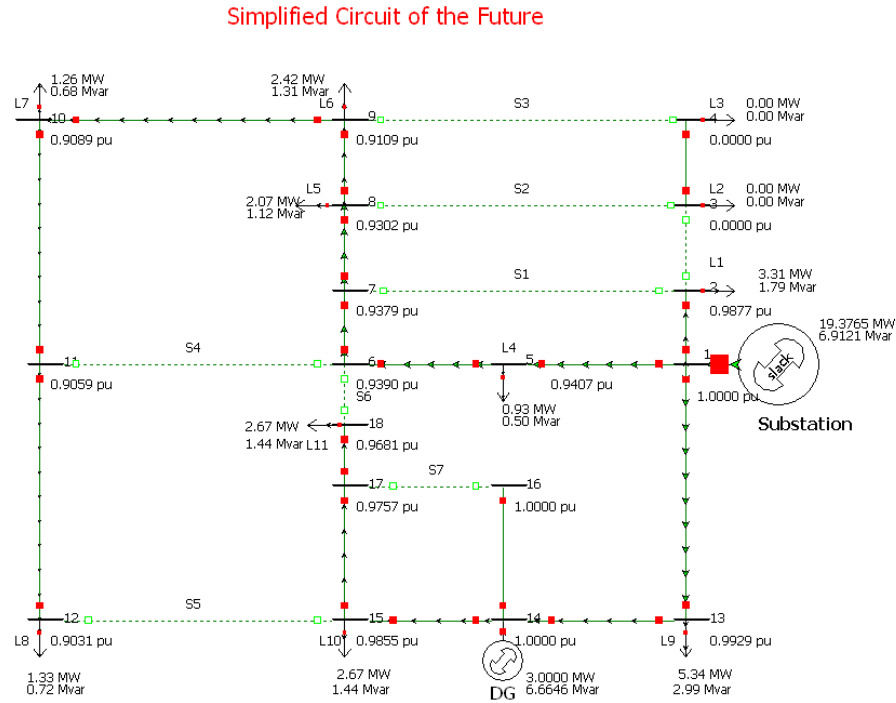 Simplified Circuit of the Future
1.26 MW
0.68 Mvar
L7
10
0.9089 pu
2.42 MW
1.31 Mvar
L6
9
0.9109 pu
S3
L3
4
0.00 MW
0.00 Mvar
0.0000 pu
L5
8
2.07 MW
1.12 Mvar
0.9302 pu
S2
L2
3
0.00 MW
0.00 Mvar
0.0000 pu
7
0.9379 pu
S1
L1
2
3.31 MW
1.79 Mvar
0.9877 pu
11
0.9059 pu
S4
6
0.9390 pu
L4
5
0.9407 pu
0.93 MW
0.50 Mvar
1
1.0000 pu
19.3765 MW
6.9121 Mvar
slack
Substation
S6
2.67 MW
1.44 Mvar
L11
18
0.9681 pu
17
0.9757 pu
S7
16
1.0000 pu
12
L8
0.9031 pu
1.33 MW
0.72 Mvar
S5
15
L10
0.9855 pu
2.67 MW
1.44 Mvar
14
1.0000 pu
DG
3.0000 MW
6.6646 Mvar
13
L9
0.9929 pu
5.34 MW
2.99 Mvar